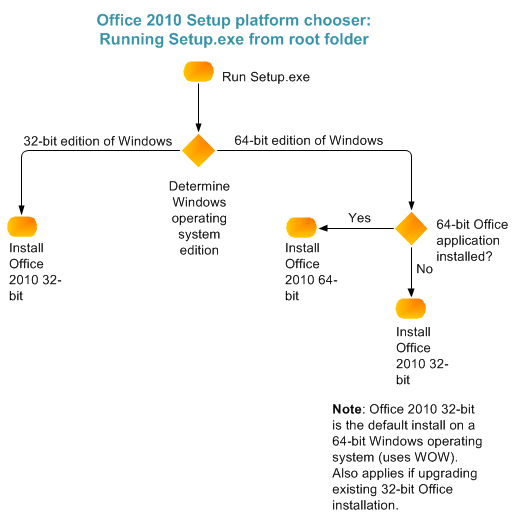 Office 2010 Setup platform chooser:
Running Setup.exe from root folder
Run Setup.exe
32-bit edition of Windows
64-bit edition of Windows
Determine
Windows
operating
system
edition
Install
Office
2010 32-
bit
Yes
Install
Office
2010 64-
bit
64-bit Office
application
installed?
No
Install
Office
2010 32-
bit
Note: Office 2010 32-bit
is the default install on a
64-bit Windows operating
system (uses WOW).
Also applies if upgrading
existing 32-bit Office
installation.